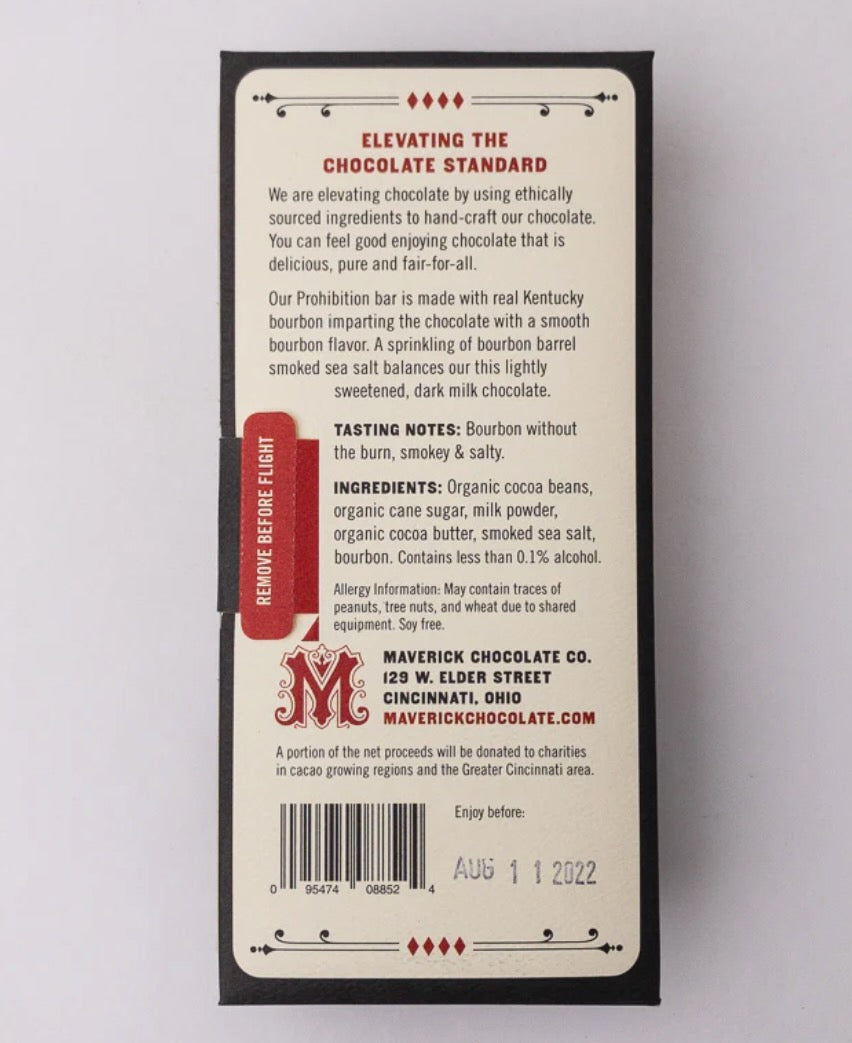 ELEVATING THE
CHOCOLATE STANDARD
We are elevating chocolate by using ethically
sourced ingredients to hand-craft our chocolate.
You can feel good enjoying chocolate that is
delicious, pure and fair-for-all.
Our Prohibition bar is made with real Kentucky
bourbon imparting the chocolate with a smooth
bourbon flavor. A sprinkling of bourbon barrel
smoked sea salt balances our this lightly
sweetened, dark milk chocolate.
REMOVE BEFORE FLIGHT
TASTING NOTES: Bourbon without
the burn, smokey & salty.
INGREDIENTS: Organic cocoa beans,
organic cane sugar, milk powder,
organic cocoa butter, smoked sea salt,
bourbon. Contains less than 0.1% alcohol.
Allergy Information: May contain traces of
peanuts, tree nuts, and wheat due to shared
equipment. Soy free.
M
MAVERICK CHOCOLATE CO.
129 W. ELDER STREET
CINCINNATI, OHIO
MAVERICKCHOCOLATE.COM
A portion of the net proceeds will be donated to charities
in cacao growing regions and the Greater Cincinnati area.
Enjoy before:
AUG 1 1 2022
0 95474 08852 4